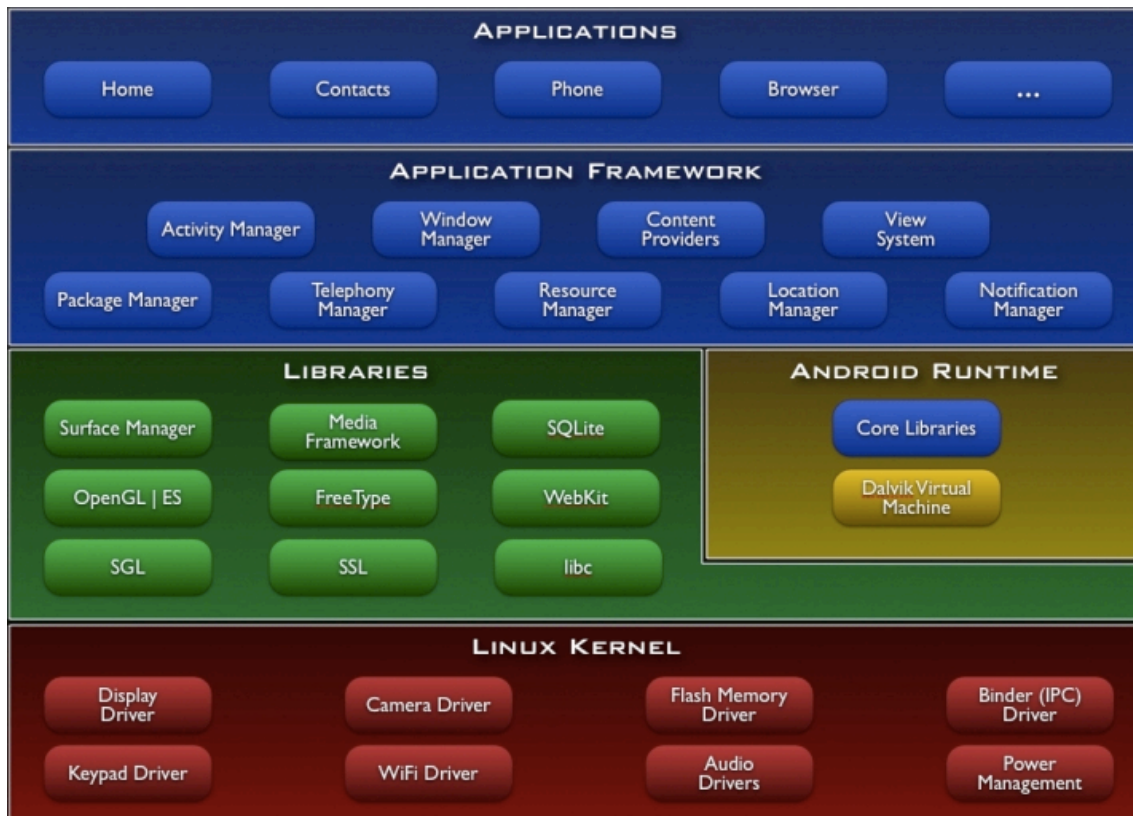 APPLICATIONS
Home
Contacts
Phone
Browser
...
APPLICATION FRAMEWORK
Activity Manager
Window
Manager
Content
Providers
View
System
Package Manager
Telephony
Manager
Resource
Manager
Location
Manager
Notification
Manager
LIBRARIES
Surface Manager
Media
Framework
SQLite
OpenGL | ES
FreeType
WebKit
SGL
SSL
libc
ANDROID RUNTIME
Core Libraries
Dalvik Virtual
Machine
LINUX KERNEL
Display
Driver
Camera Driver
Flash Memory
Driver
Binder (IPC)
Driver
Keypad Driver
WiFi Driver
Audio
Drivers
Power
Management